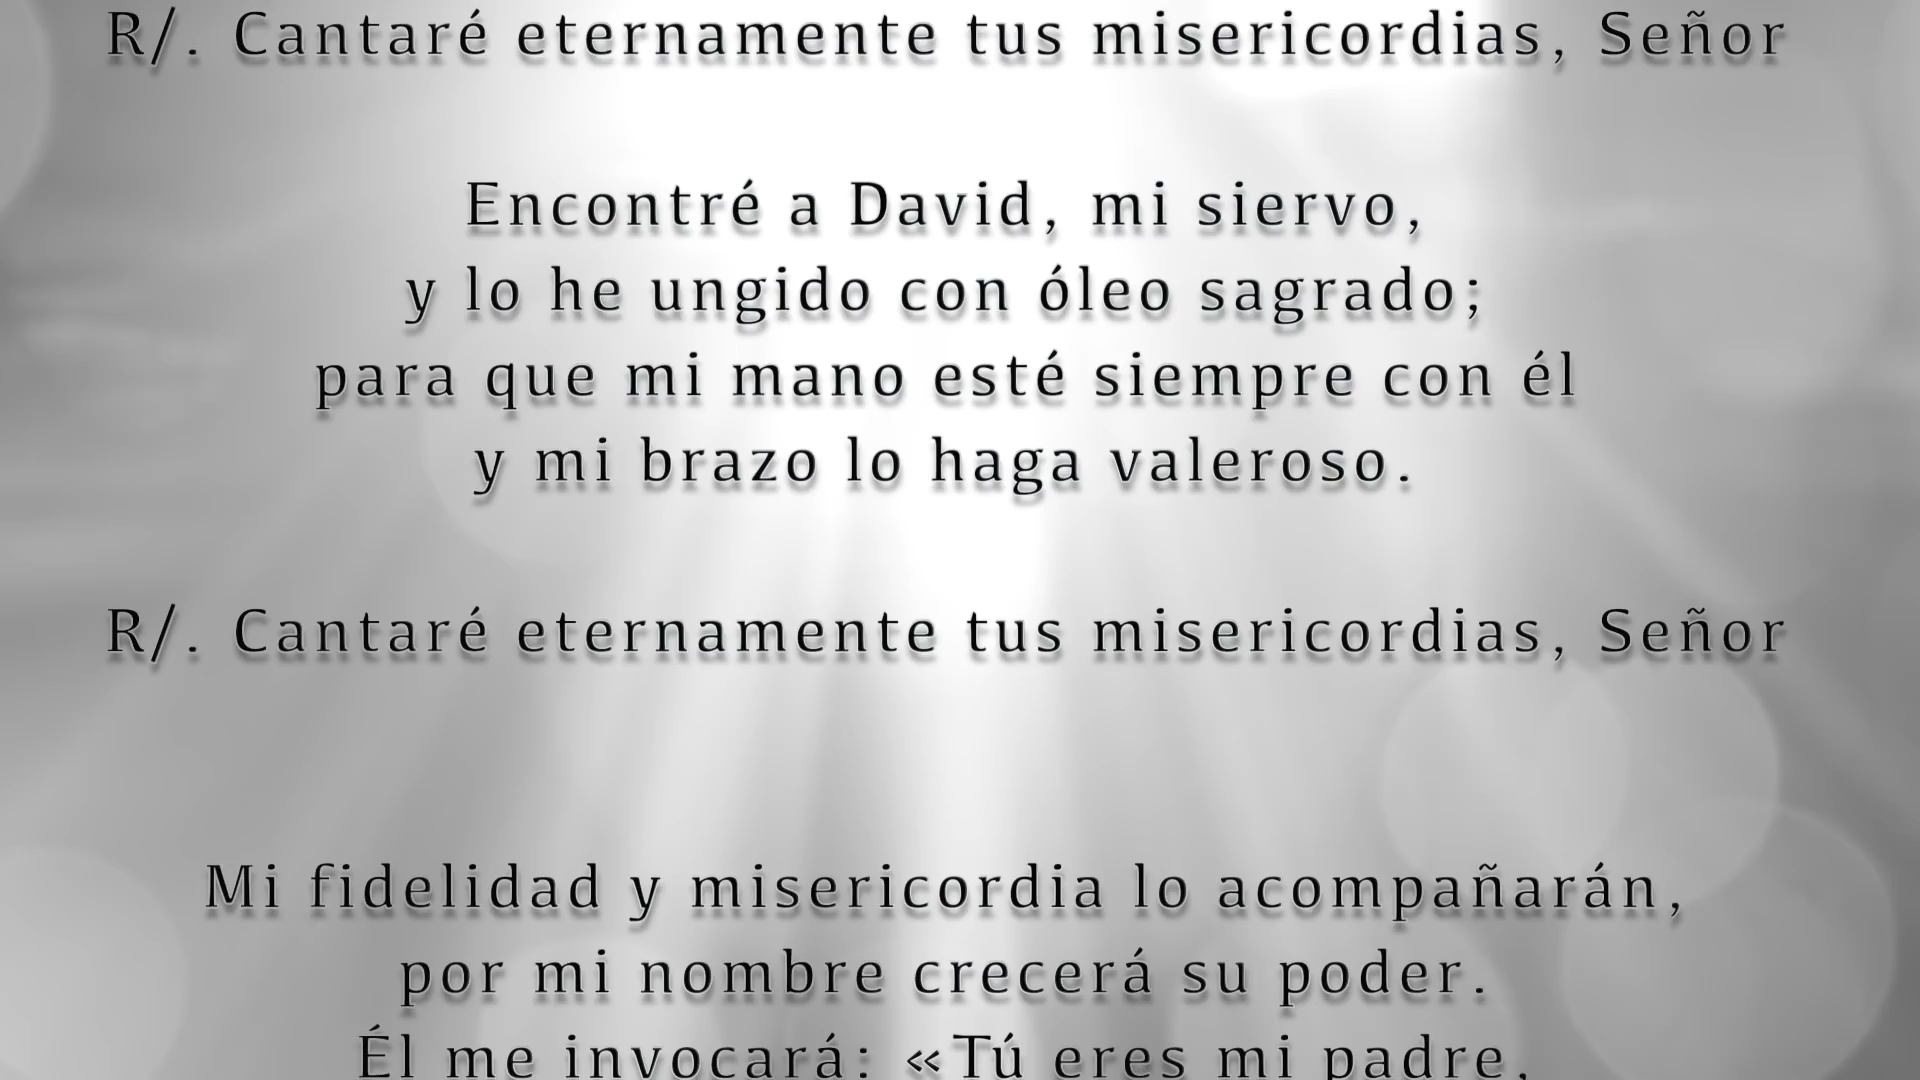 R/. Cantaré eternamente tus misericordias, Señor
Encontré a David, mi siervo,
y lo he ungido con óleo sagrado;
para que mi mano esté siempre con él
y mi brazo lo haga valeroso.
R/. Cantaré eternamente tus misericordias, Señor
Mi fidelidad y misericordia lo acompañarán,
por mi nombre crecerá su poder.
Él me invocará: «Tú eres mi padre,